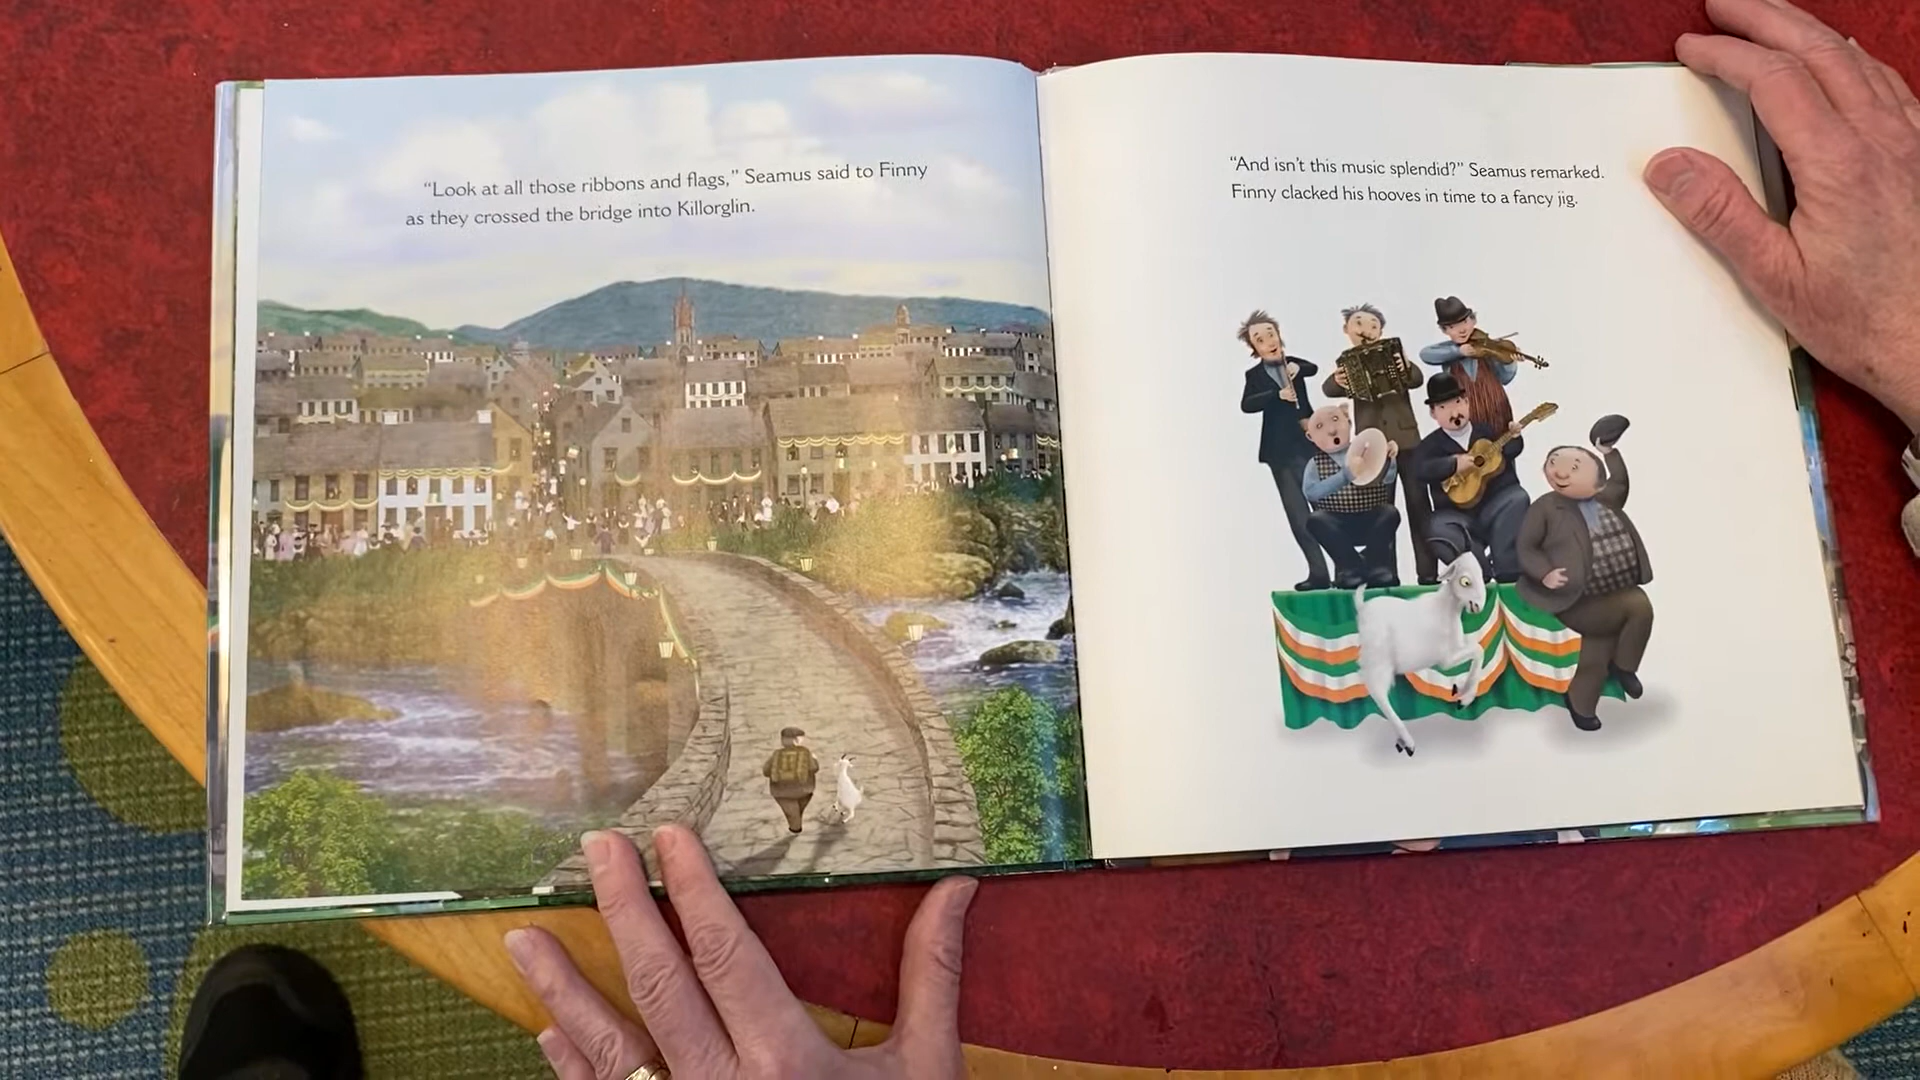 “Look at all those ribbons and flags,” Seamus said to Finny
as they crossed the bridge into Killorglin.
“And isn’t this music splendid?” Seamus remarked.
Finny clacked his hooves in time to a fancy jig.